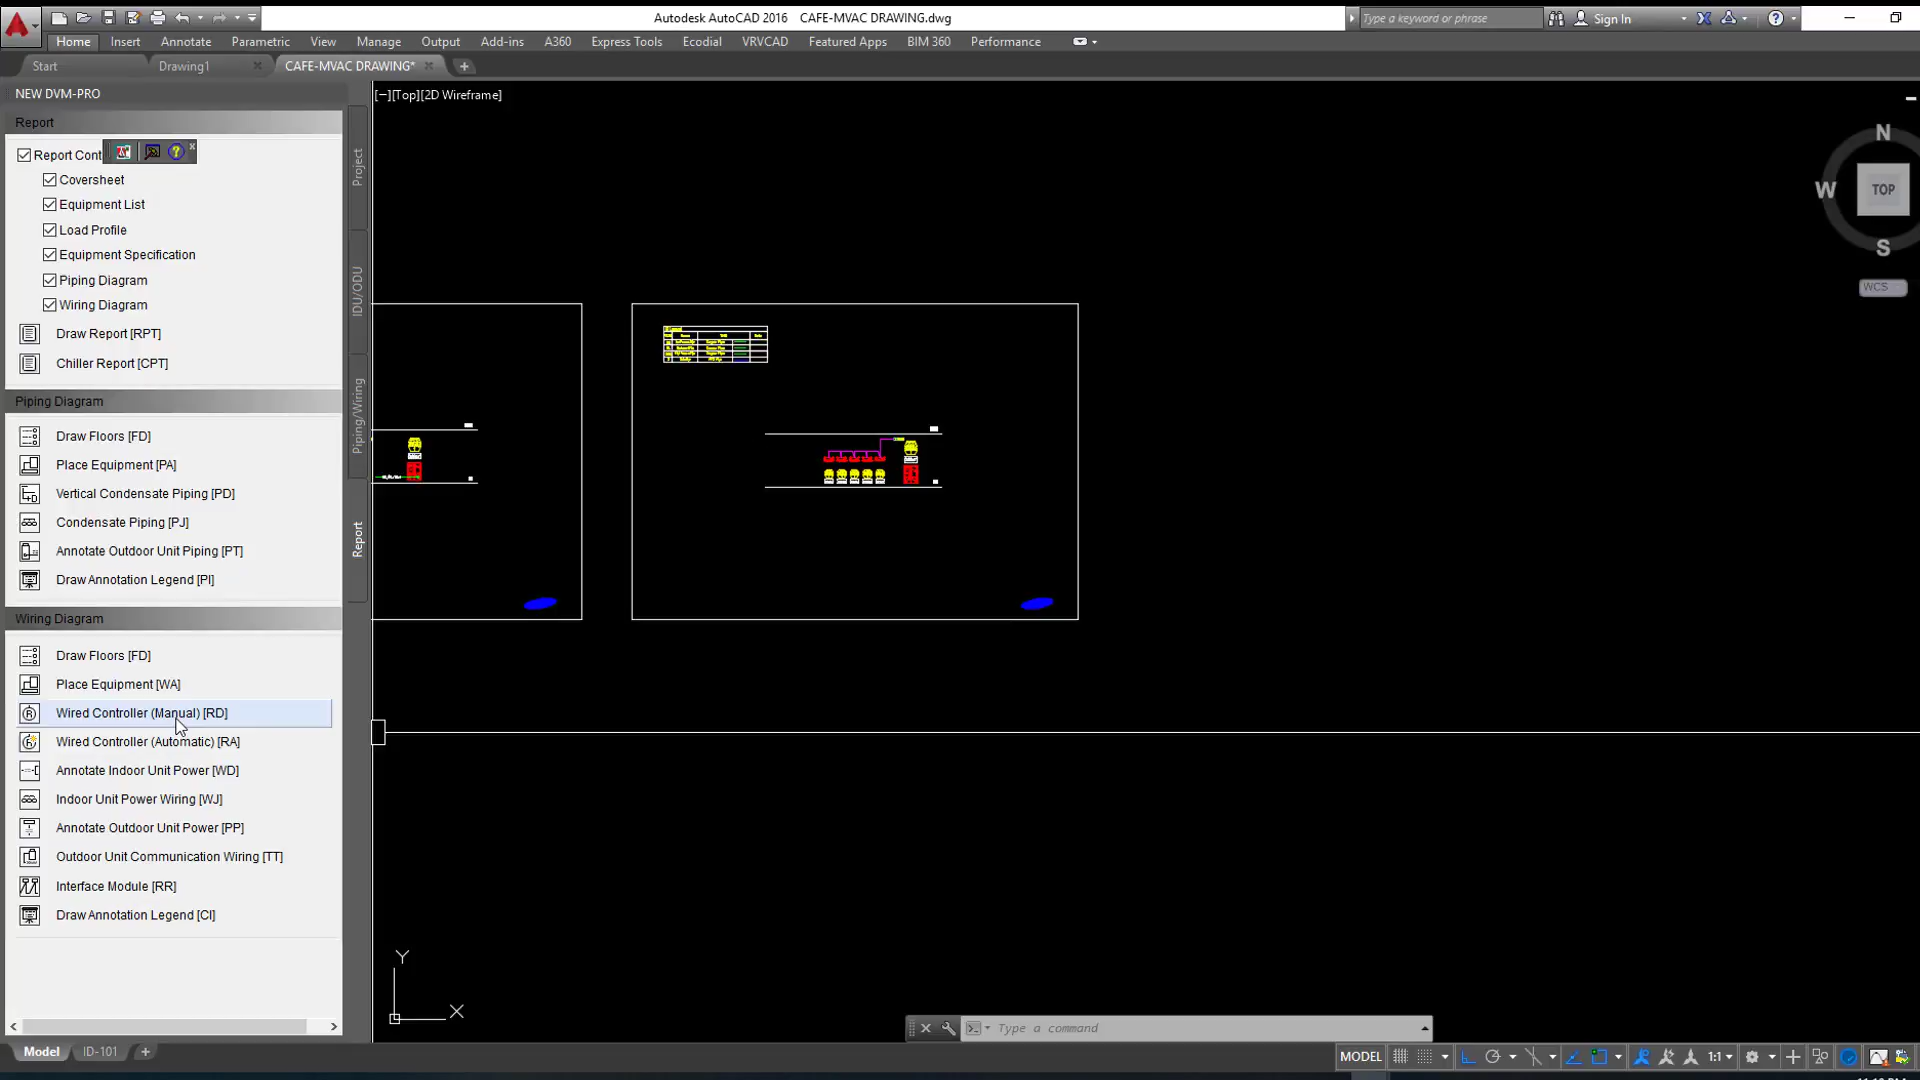 Autodesk AutoCAD 2016 CAFE-MVAC DRAWING.dwg
Type a keyword or phrase
Sign In
Home Insert Annotate Parametric View Manage Output Add-ins A360 Express Tools Ecodial VRVCAD Featured Apps BIM 360 Performance
Start Drawing1 CAFE-MVAC DRAWING*
NEW DVM-PRO
[−][Top][2D Wireframe]
Report
Report Cont
Coversheet
Equipment List
Load Profile
Equipment Specification
Piping Diagram
Wiring Diagram
Draw Report [RPT]
Chiller Report [CPT]
Piping Diagram
Draw Floors [FD]
Place Equipment [PA]
Vertical Condensate Piping [PD]
Condensate Piping [PJ]
Annotate Outdoor Unit Piping [PT]
Draw Annotation Legend [PI]
Wiring Diagram
Draw Floors [FD]
Place Equipment [WA]
Wired Controller (Manual) [RD]
Wired Controller (Automatic) [RA]
Annotate Indoor Unit Power [WD]
Indoor Unit Power Wiring [WJ]
Annotate Outdoor Unit Power [PP]
Outdoor Unit Communication Wiring [TT]
Interface Module [RR]
Draw Annotation Legend [CI]
Project
IDU/ODU
Piping/Wiring
Report
N
W
TOP
S
WCS
Y
X
Type a command
Model ID-101
MODEL 1:1